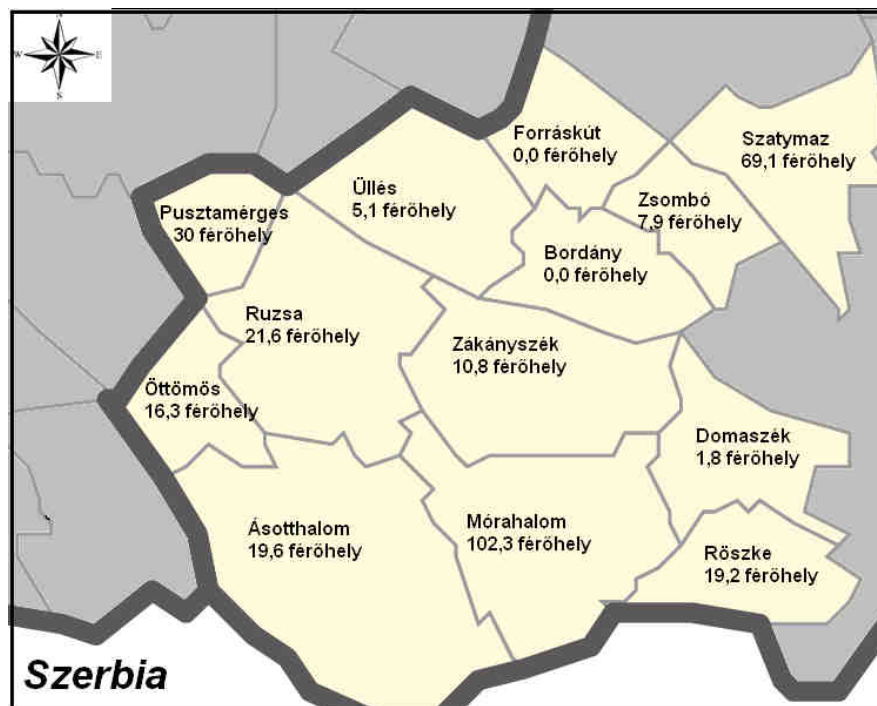 N
W E
S
Forráskút
0,0 férőhely
Szatymaz
69,1 férőhely
Üllés
5,1 férőhely
Zsombó
7,9 férőhely
Pusztamérges
30 férőhely
Bordány
0,0 férőhely
Ruzsa
21,6 férőhely
Zákányszék
10,8 férőhely
Öttömös
16,3 férőhely
Domaszék
1,8 férőhely
Ásotthalom
19,6 férőhely
Mórahalom
102,3 férőhely
Röszke
19,2 férőhely
Szerbia